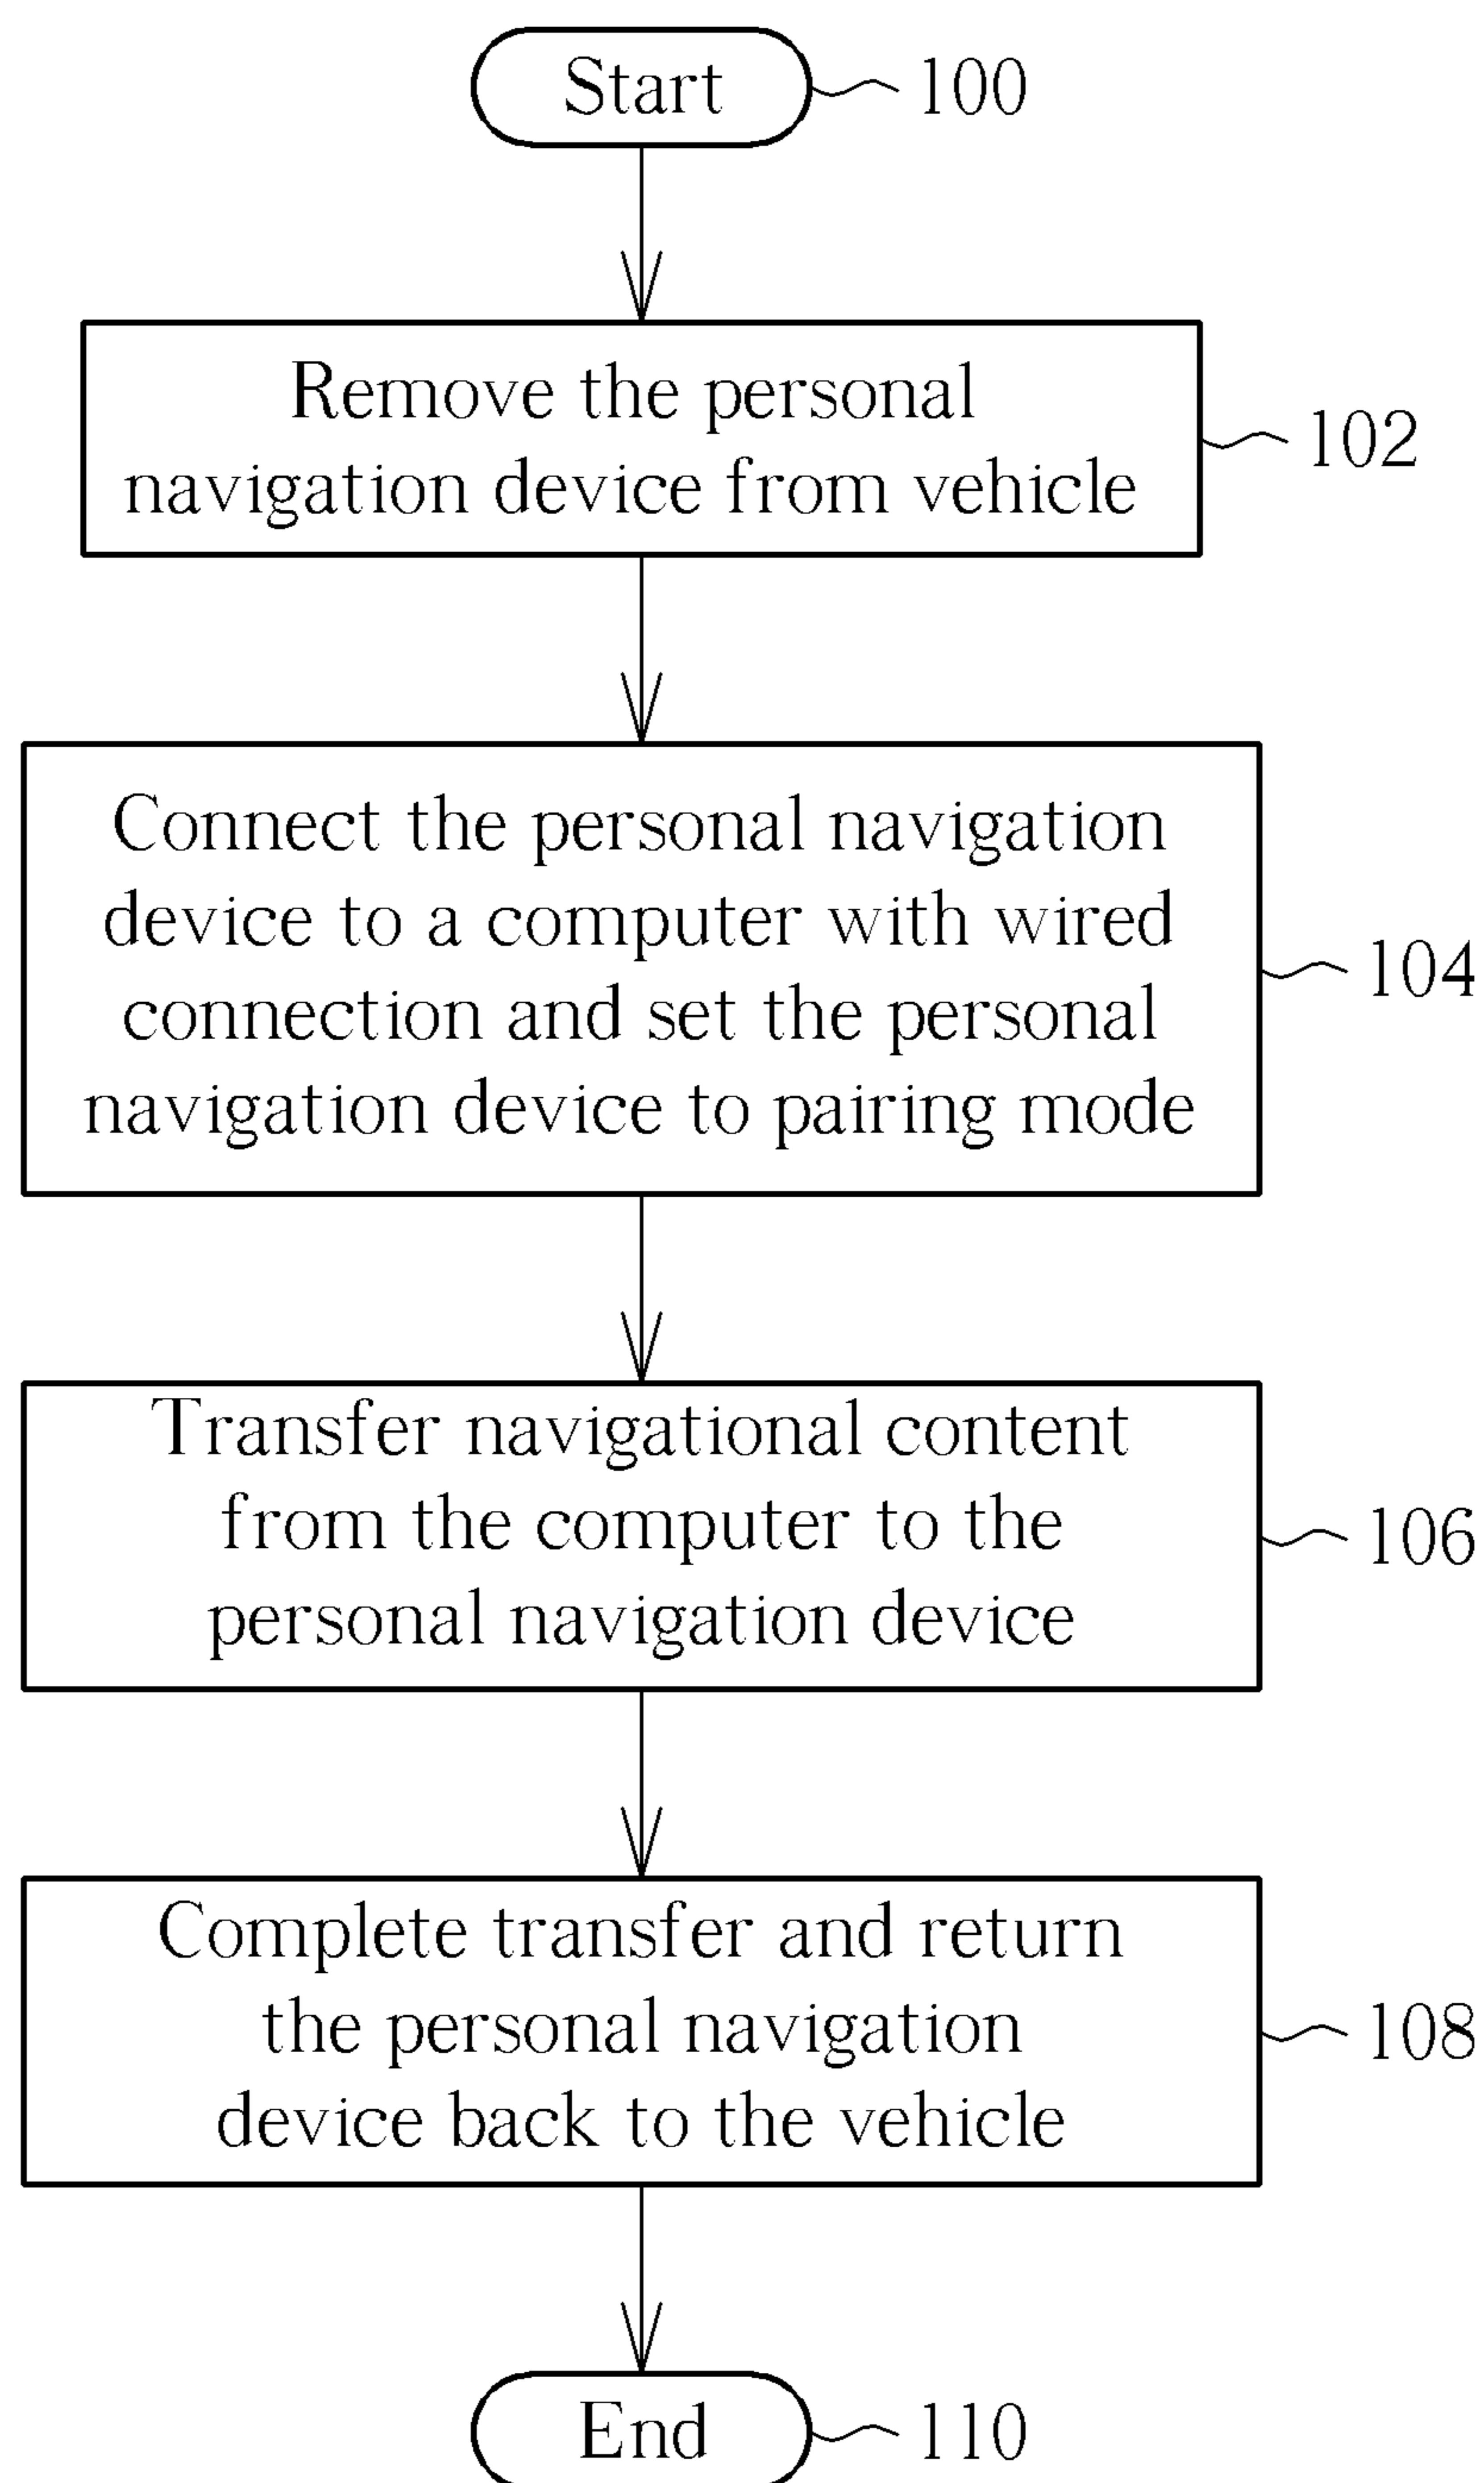 Start
100
Remove the personal
navigation device from vehicle
102
Connect the personal navigation
device to a computer with wired
connection and set the personal
navigation device to pairing mode
104
Transfer navigational content
from the computer to the
personal navigation device
106
Complete transfer and return
the personal navigation
device back to the vehicle
108
End
110